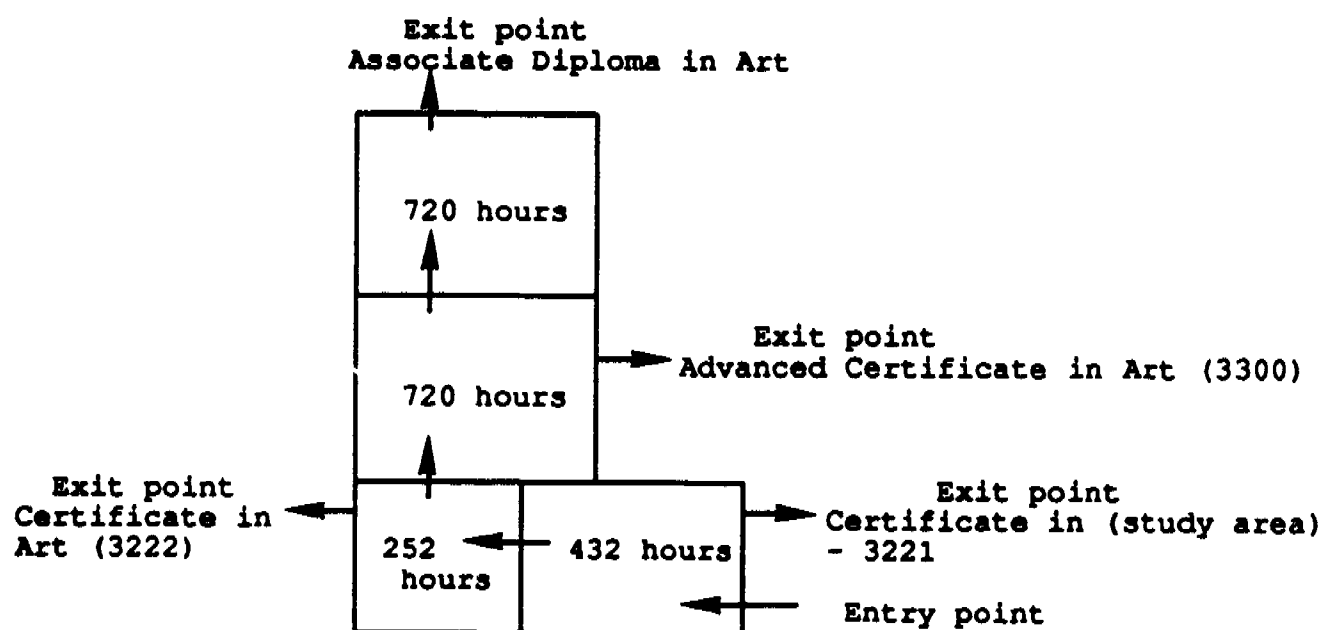 Exit point
Associate Diploma in Art
720 hours
Exit point
Advanced Certificate in Art (3300)
720 hours
Exit point
Certificate in
Art (3222)
252
hours
432 hours
Exit point
Certificate in (study area)
- 3221
Entry point